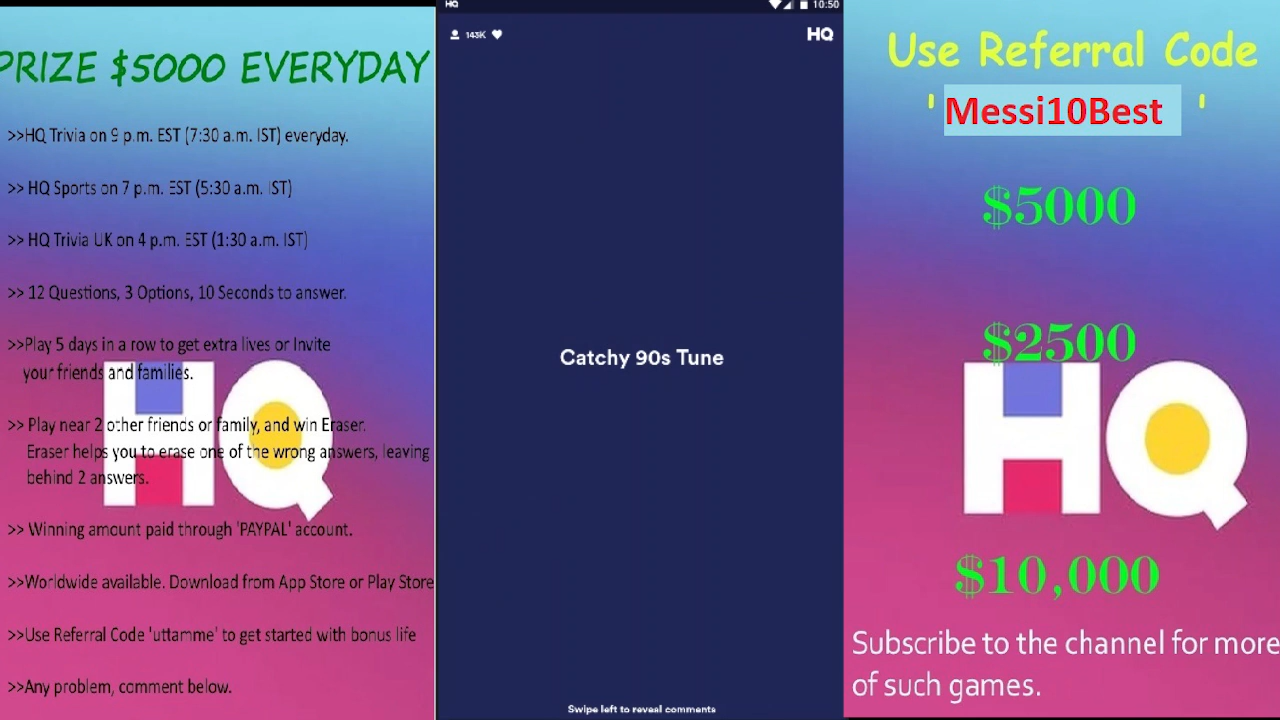 PRIZE $5000 EVERYDAY
>>HQ Trivia on 9 p.m. EST (7:30 a.m. IST) everyday.
>> HQ Sports on 7 p.m. EST (5:30 a.m. IST)
>> HQ Trivia UK on 4 p.m. EST (1:30 a.m. IST)
>> 12 Questions, 3 Options, 10 Seconds to answer.
>>Play 5 days in a row to get extra lives or Invite
your friends and families.
>> Play near 2 other friends or family, and win Eraser.
Eraser helps you to erase one of the wrong answers, leaving
behind 2 answers.
>> Winning amount paid through 'PAYPAL' account.
>>Worldwide available. Download from App Store or Play Store
>>Use Referral Code 'uttamme' to get started with bonus life
>>Any problem, comment below.
HQ
HQ
10:50
143K
HQ
Catchy 90s Tune
Swipe left to reveal comments
Use Referral Code
' Messi10Best '
$5000
$2500
HQ
$10,000
Subscribe to the channel for more
of such games.